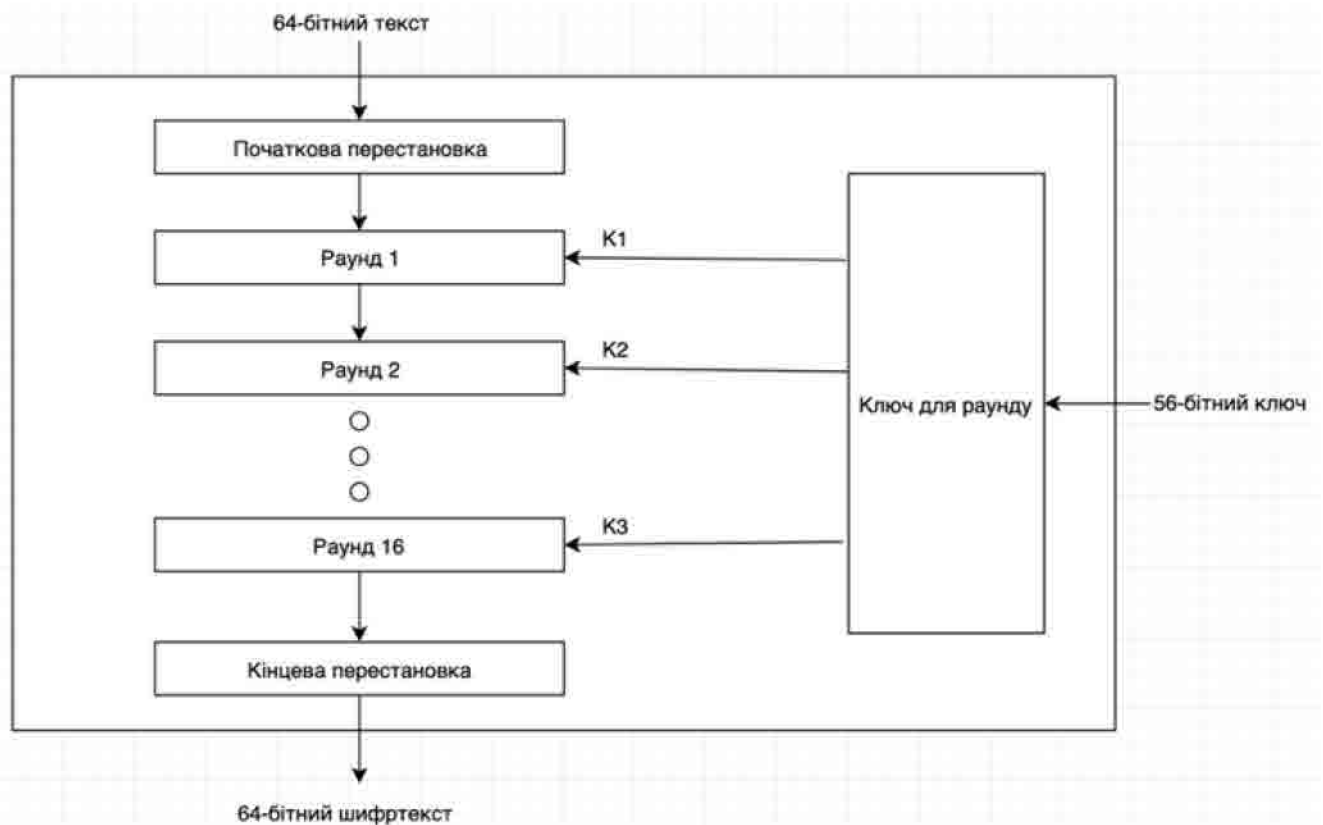 64-бітний текст
Початкова перестановка
Раунд 1
K1
Раунд 2
K2
Ключ для раунду
56-бітний ключ
Раунд 16
K3
Кінцева перестановка
64-бітний шифртекст